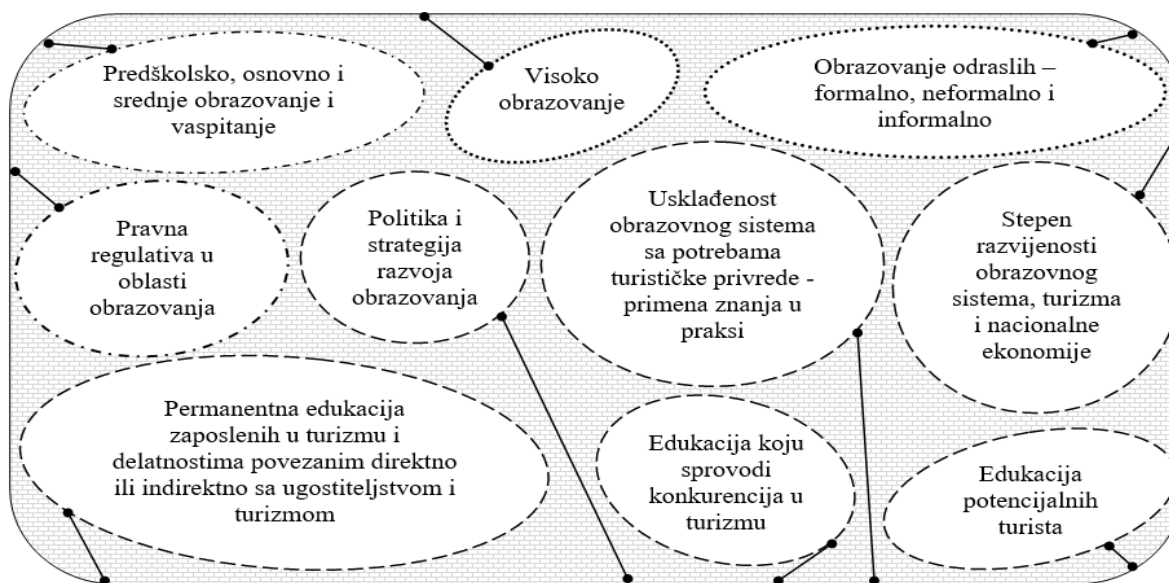 Predškolsko, osnovno i
srednje obrazovanje i
vaspitanje
Visoko
obrazovanje
Obrazovanje odraslih –
formalno, neformalno i
informalno
Pravna
regulativa u
oblasti
obrazovanja
Politika i
strategija
razvoja
obrazovanja
Usklađenost
obrazovnog sistema
sa potrebama
turističke privrede -
primena znanja u
praksi
Stepen
razvijenosti
obrazovnog
sistema, turizma
i nacionalne
ekonomije
Permanentna edukacija
zaposlenih u turizmu i
delatnostima povezanim direktno
ili indirektno sa ugostiteljstvom i
turizmom
Edukacija koju
sprovodi
konkurencija u
turizmu
Edukacija
potencijalnih
turista